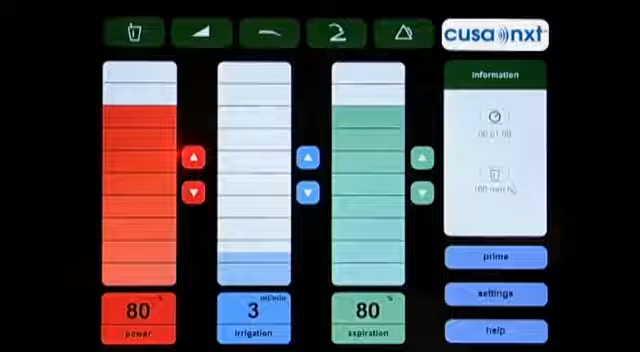 cusa nxt
information
00:01:00
prime
settings
help
80 %
power
3 ml/min
irrigation
80 %
aspiration